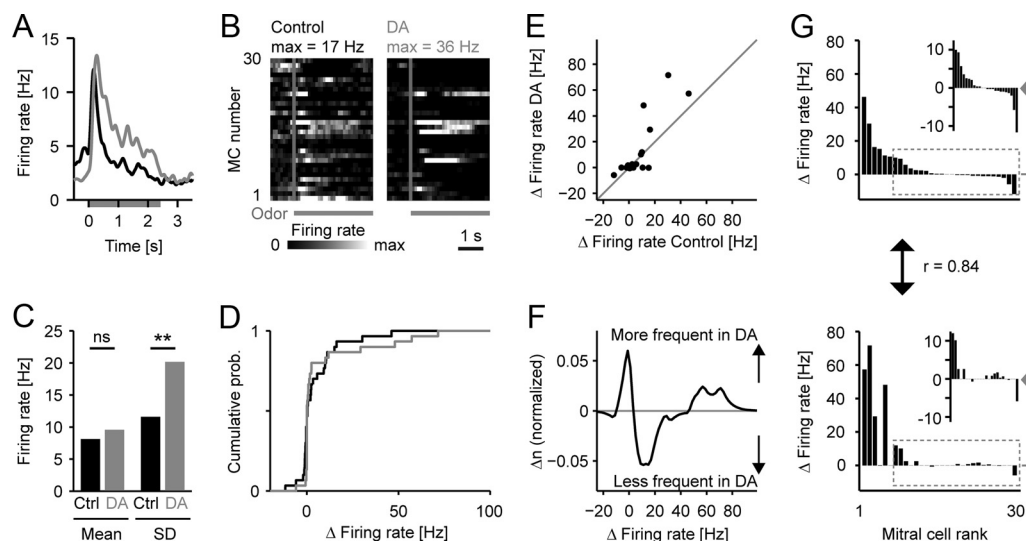 A
Firing rate [Hz]
15
10
5
0
0 1 2 3
Time [s]
B
Control
max = 17 Hz
DA
max = 36 Hz
30
MC number
1
Odor
Firing rate
0 max
1 s
C
Firing rate [Hz]
25
20
15
10
5
0
ns
**
Ctrl DA Ctrl DA
Mean SD
D
Cumulative prob.
1
0
0 50 100
Δ Firing rate [Hz]
E
Δ Firing rate DA [Hz]
80
60
40
20
0
−20
−20 0 20 40 60 80
Δ Firing rate Control [Hz]
F
Δn (normalized)
0.05
0
−0.05
More frequent in DA
Less frequent in DA
−20 0 20 40 60 80
Δ Firing rate [Hz]
G
Δ Firing rate [Hz]
80
60
40
20
0
10
0
-10
r = 0.84
Δ Firing rate [Hz]
80
60
40
20
0
10
0
-10
1 30
Mitral cell rank